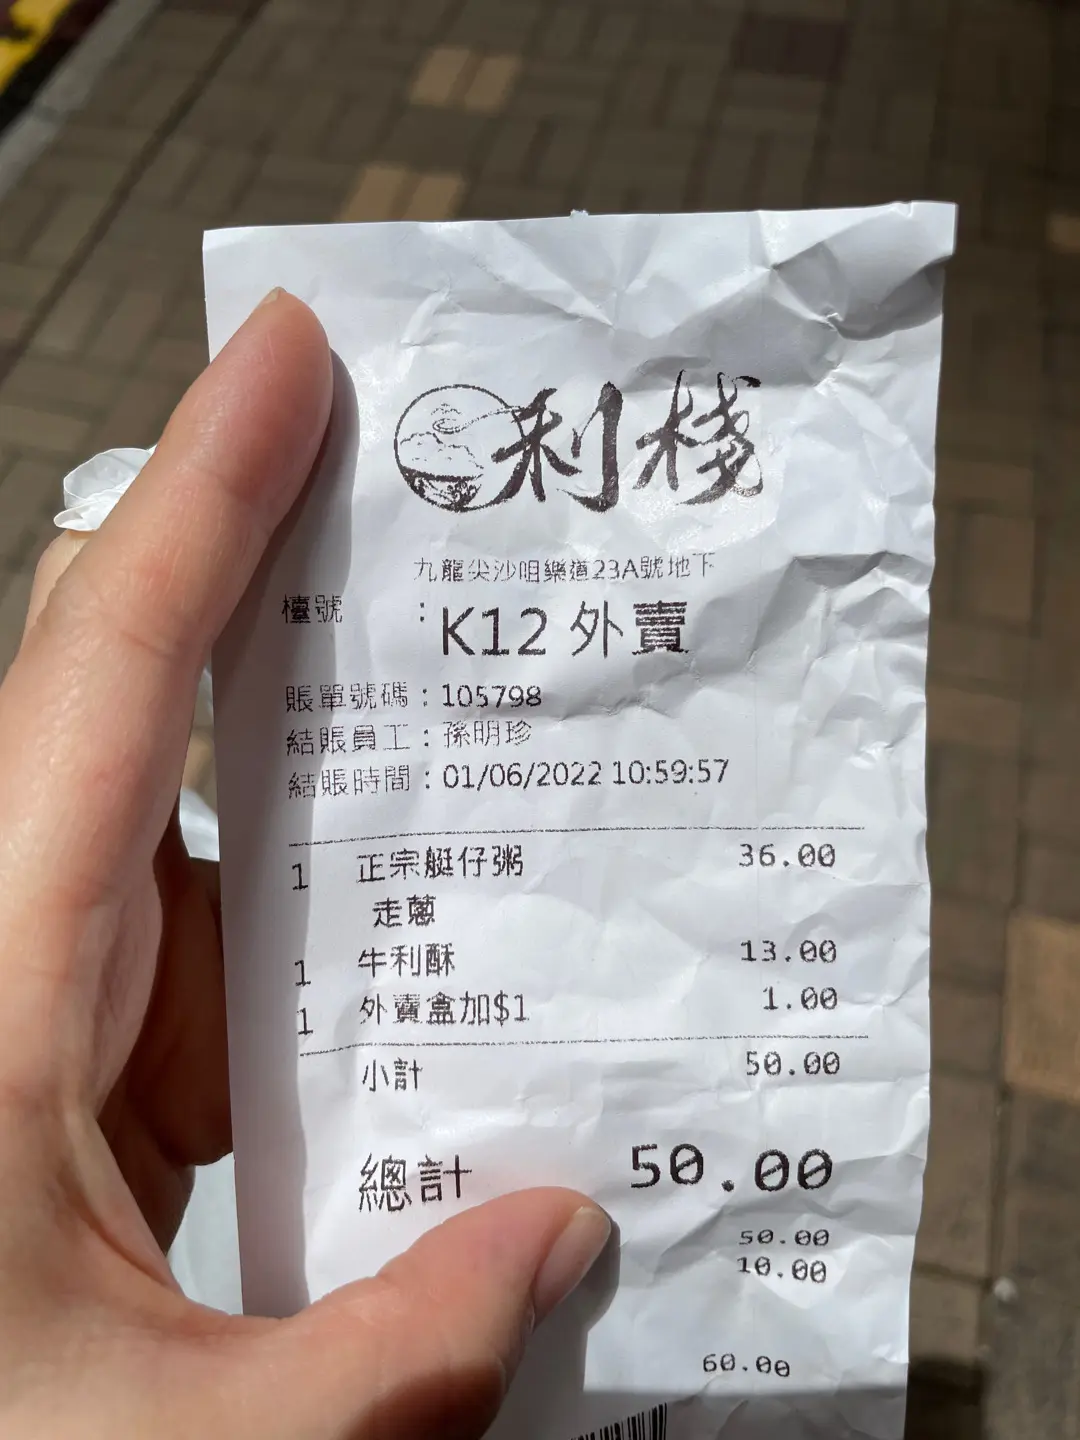 利棧
九龍尖沙咀樂道23A號地下
檯號 : K12 外賣
賬單號碼 : 105798
結賬員工 : 孫明珍
結賬時間 : 01/06/2022 10:59:57
1 正宗艇仔粥 36.00
走蔥
1 牛利酥 13.00
1 外賣盒加$1 1.00
小計 50.00
總計 50.00
50.00
10.00
60.00